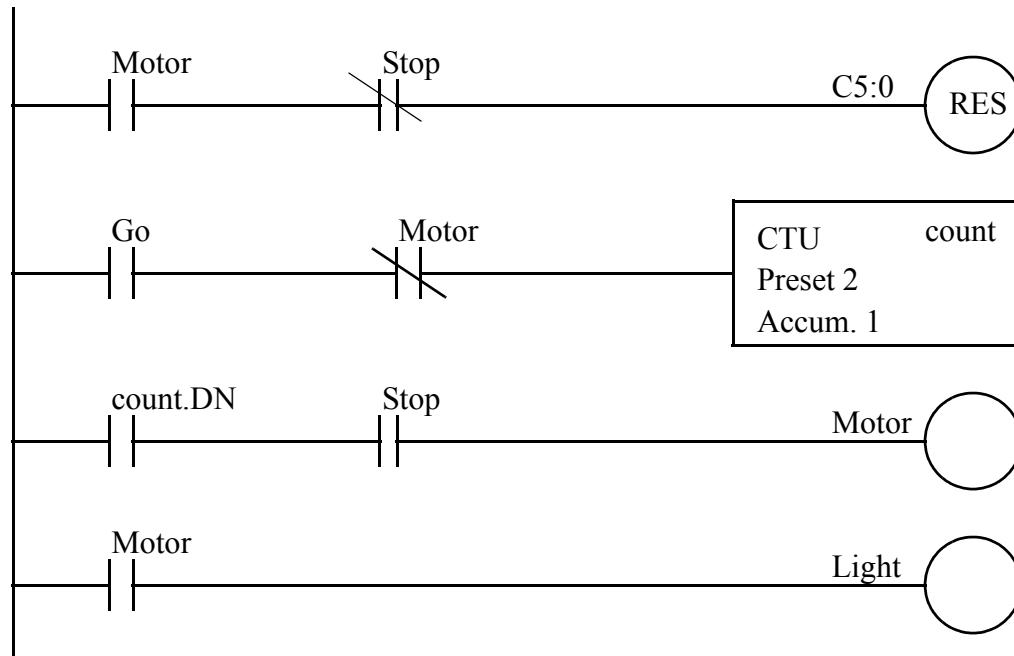 Motor Stop C5:0 RES
Go Motor CTU count
Preset 2
Accum. 1
count.DN Stop Motor
Motor Light